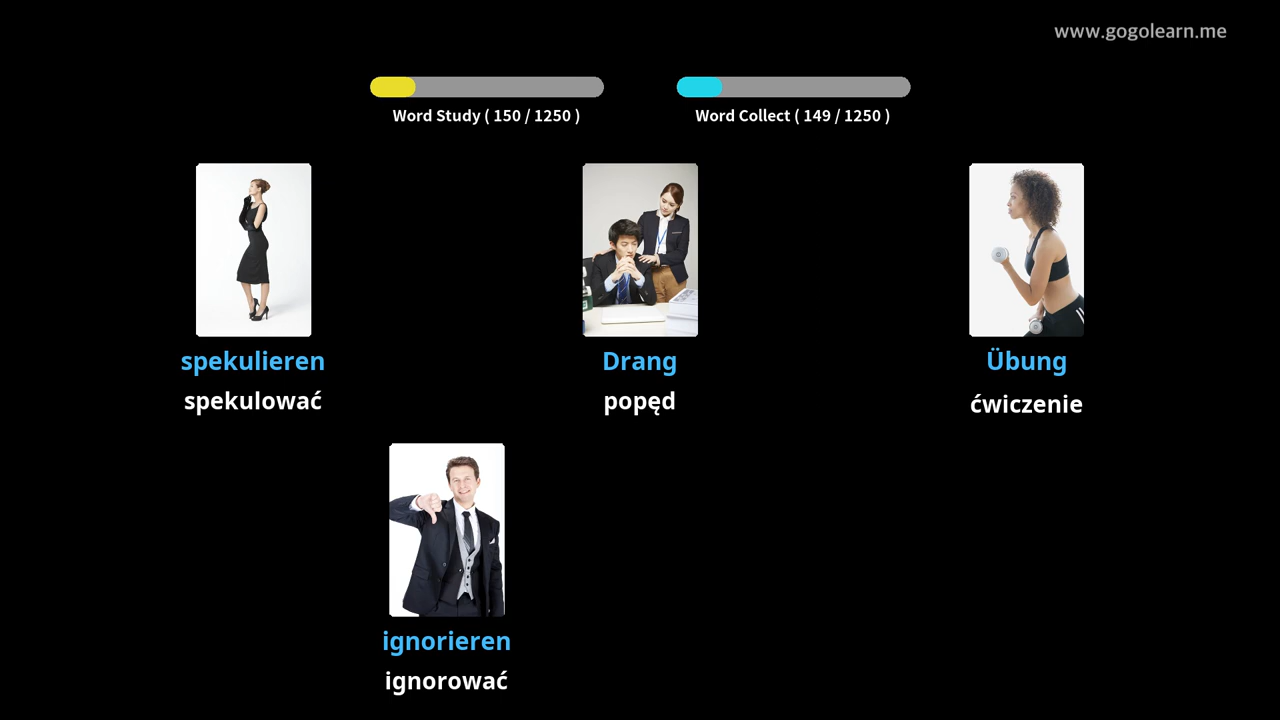 www.gogolearn.me
Word Study ( 150 / 1250 )
Word Collect ( 149 / 1250 )
spekulieren
spekulować
Drang
popęd
Übung
ćwiczenie
ignorieren
ignorować